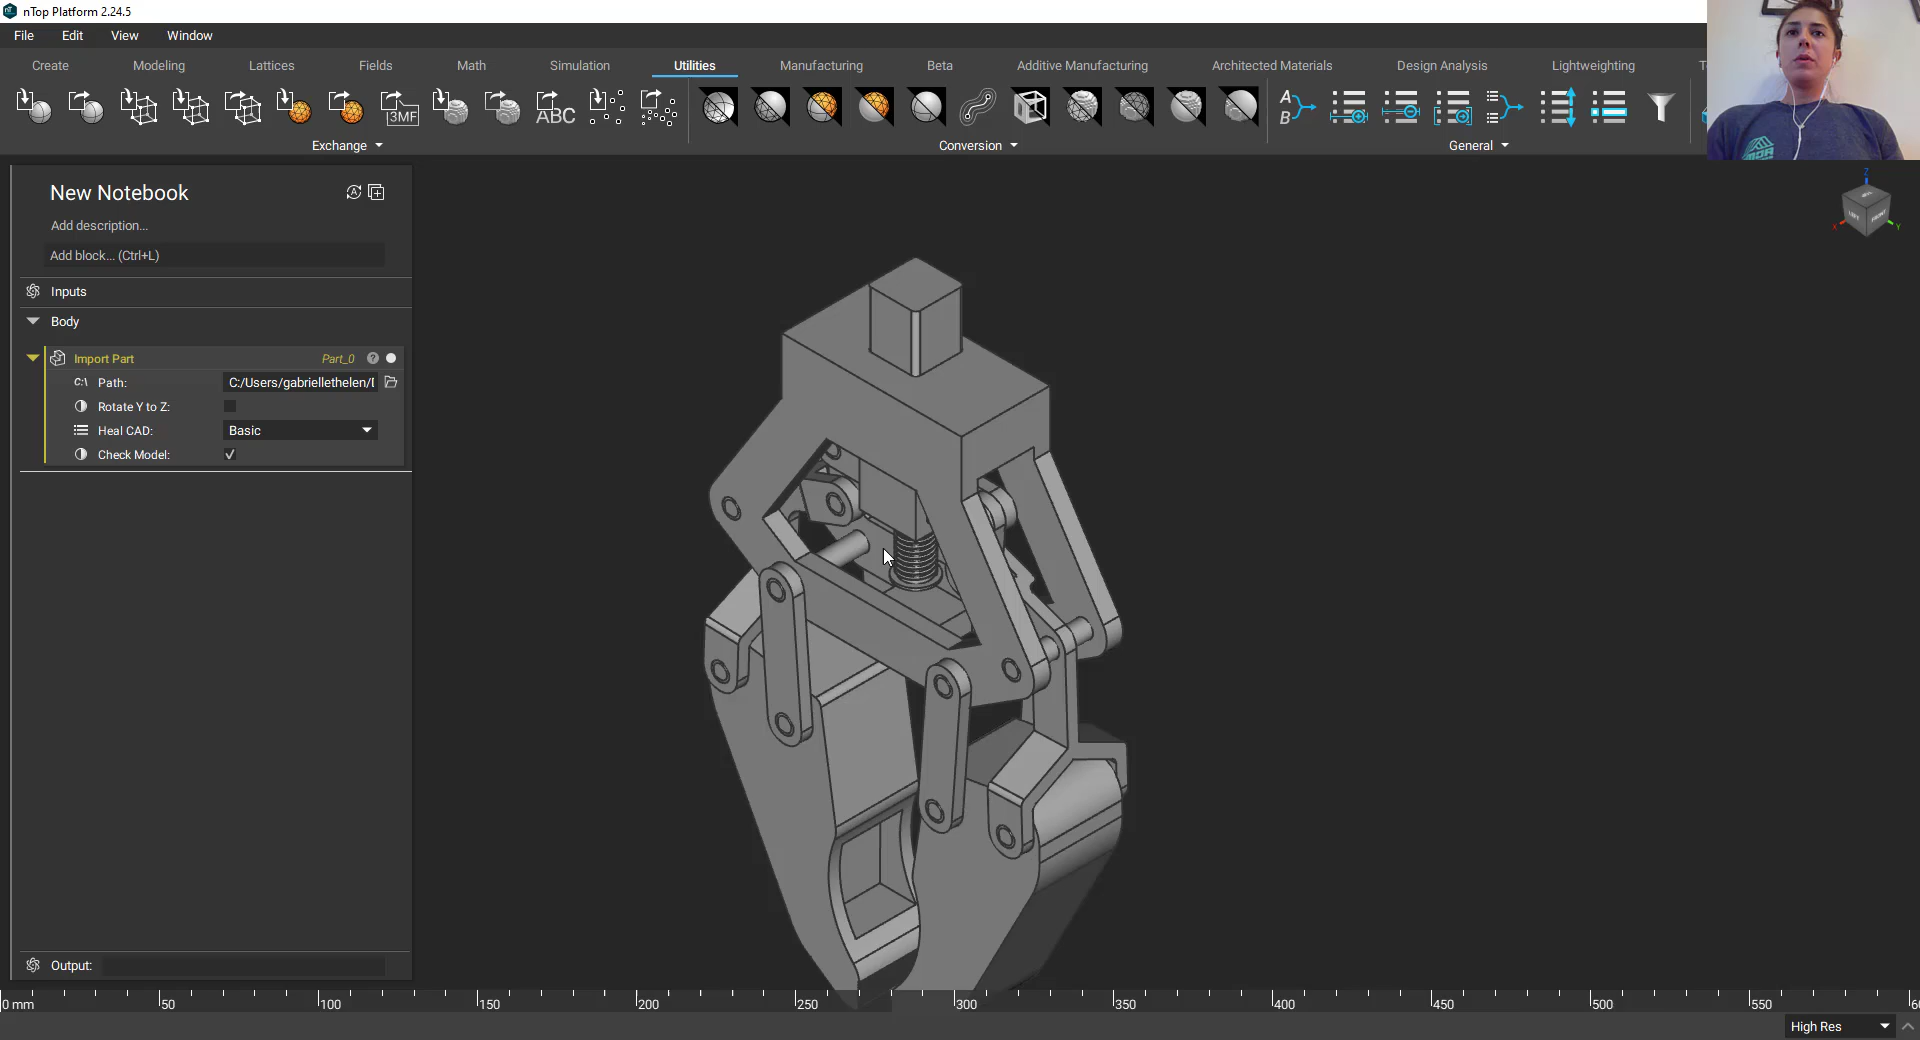 nTop Platform 2.24.5
File Edit View Window
Create Modeling Lattices Fields Math Simulation Utilities Manufacturing Beta Additive Manufacturing Architected Materials Design Analysis Lightweighting
3MF ABC A B
Exchange Conversion General
New Notebook
Add description...
Add block... (Ctrl+L)
Inputs
Body
Import Part Part_0 ?
C:\ Path: C:/Users/gabriellethelen/
Rotate Y to Z:
Heal CAD: Basic
Check Model:
Output:
Z
LEFT FRONT
X Y
0 mm 50 100 150 200 250 300 350 400 450 500 550
High Res